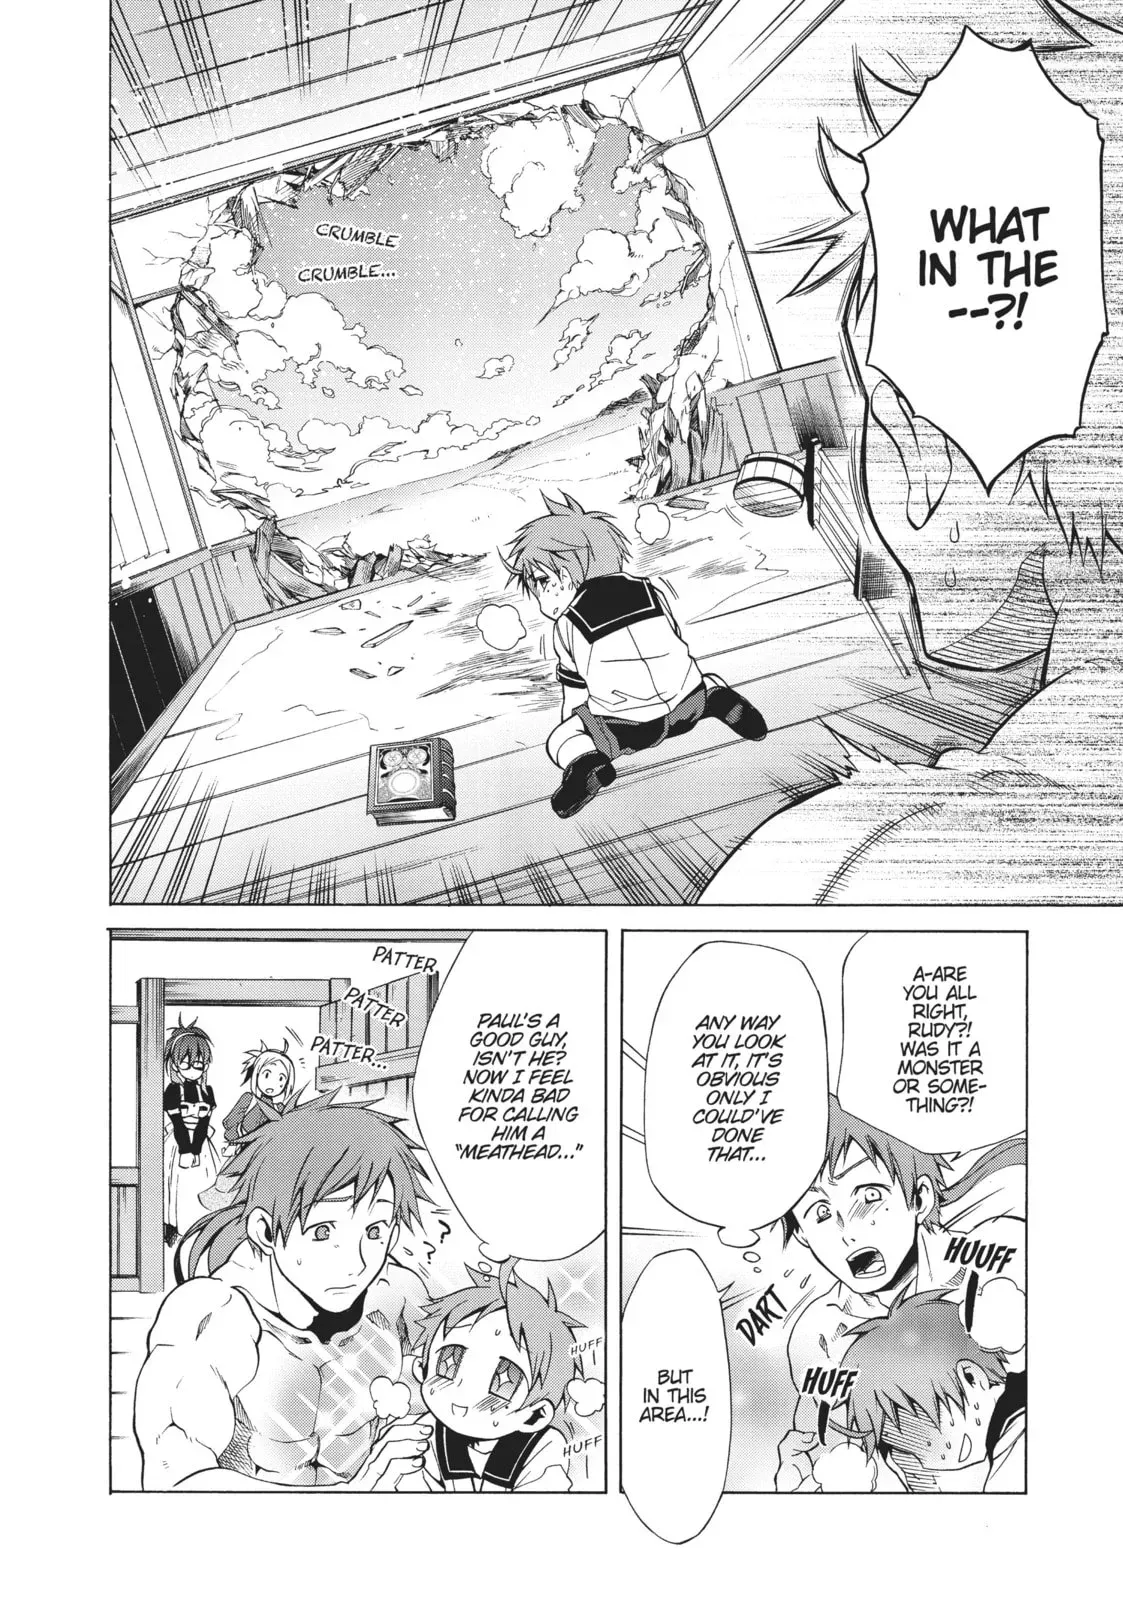 WHAT
IN THE
--?!
CRUMBLE
CRUMBLE...
A-ARE
YOU ALL
RIGHT,
RUDY?!
WAS IT A
MONSTER
OR SOME-
THING?!
ANY WAY
YOU LOOK
AT IT, IT'S
OBVIOUS
ONLY I
COULD'VE
DONE
THAT...
HUUFF
DART
HUFF
BUT
IN THIS
AREA...!
PAUL'S A
GOOD GUY,
ISN'T HE?
NOW I FEEL
KINDA BAD
FOR CALLING
HIM A
"MEATHEAD..."
PATTER
PATTER
PATTER...
HUFF
HUFF